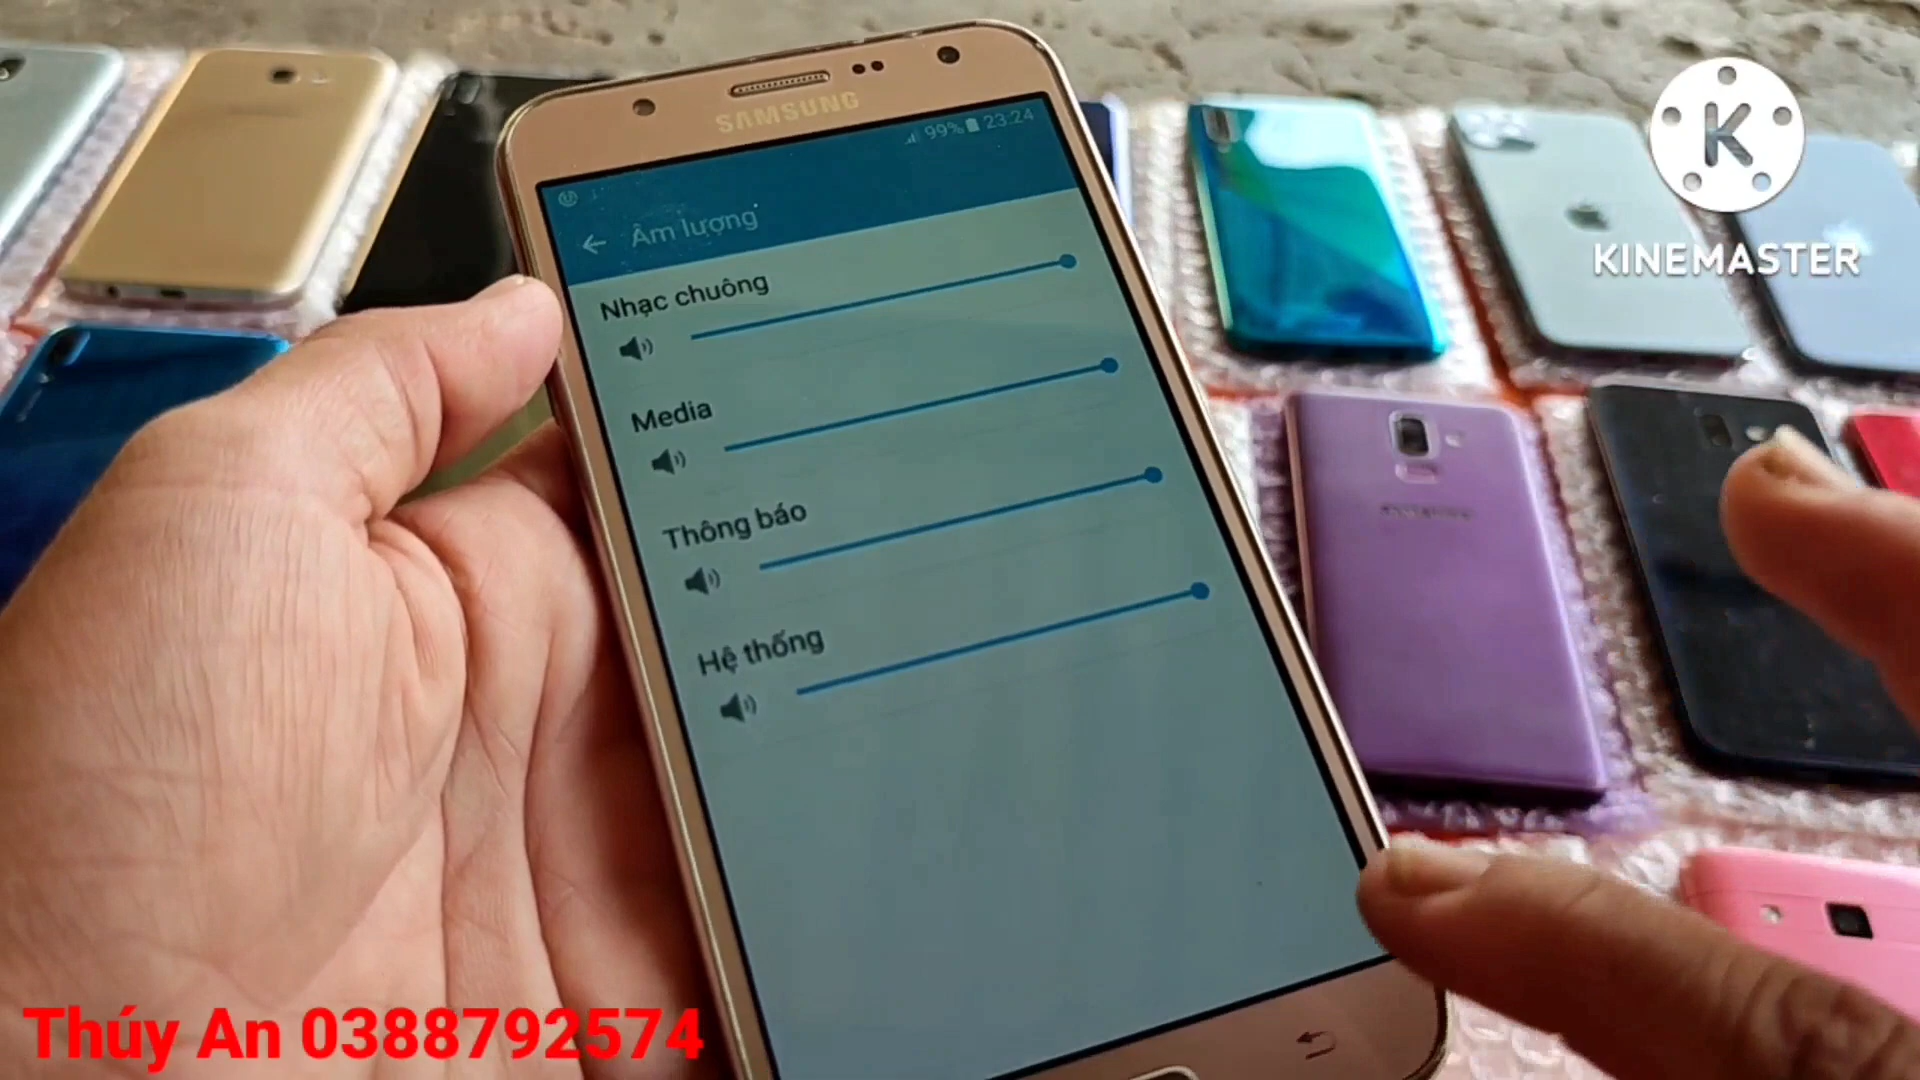 SAMSUNG
99% 23:24
Âm lượng
Nhạc chuông
Media
Thông báo
Hệ thống
K
KINEMASTER
Thúy An 0388792574